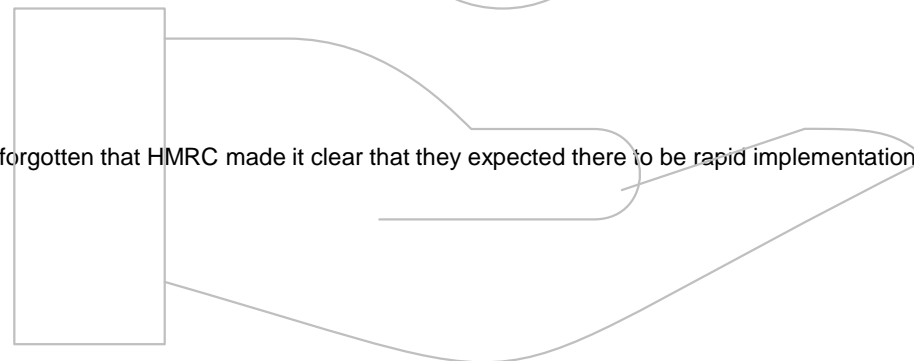 forgotten that HMRC made it clear that they expected there to be rapid implementation